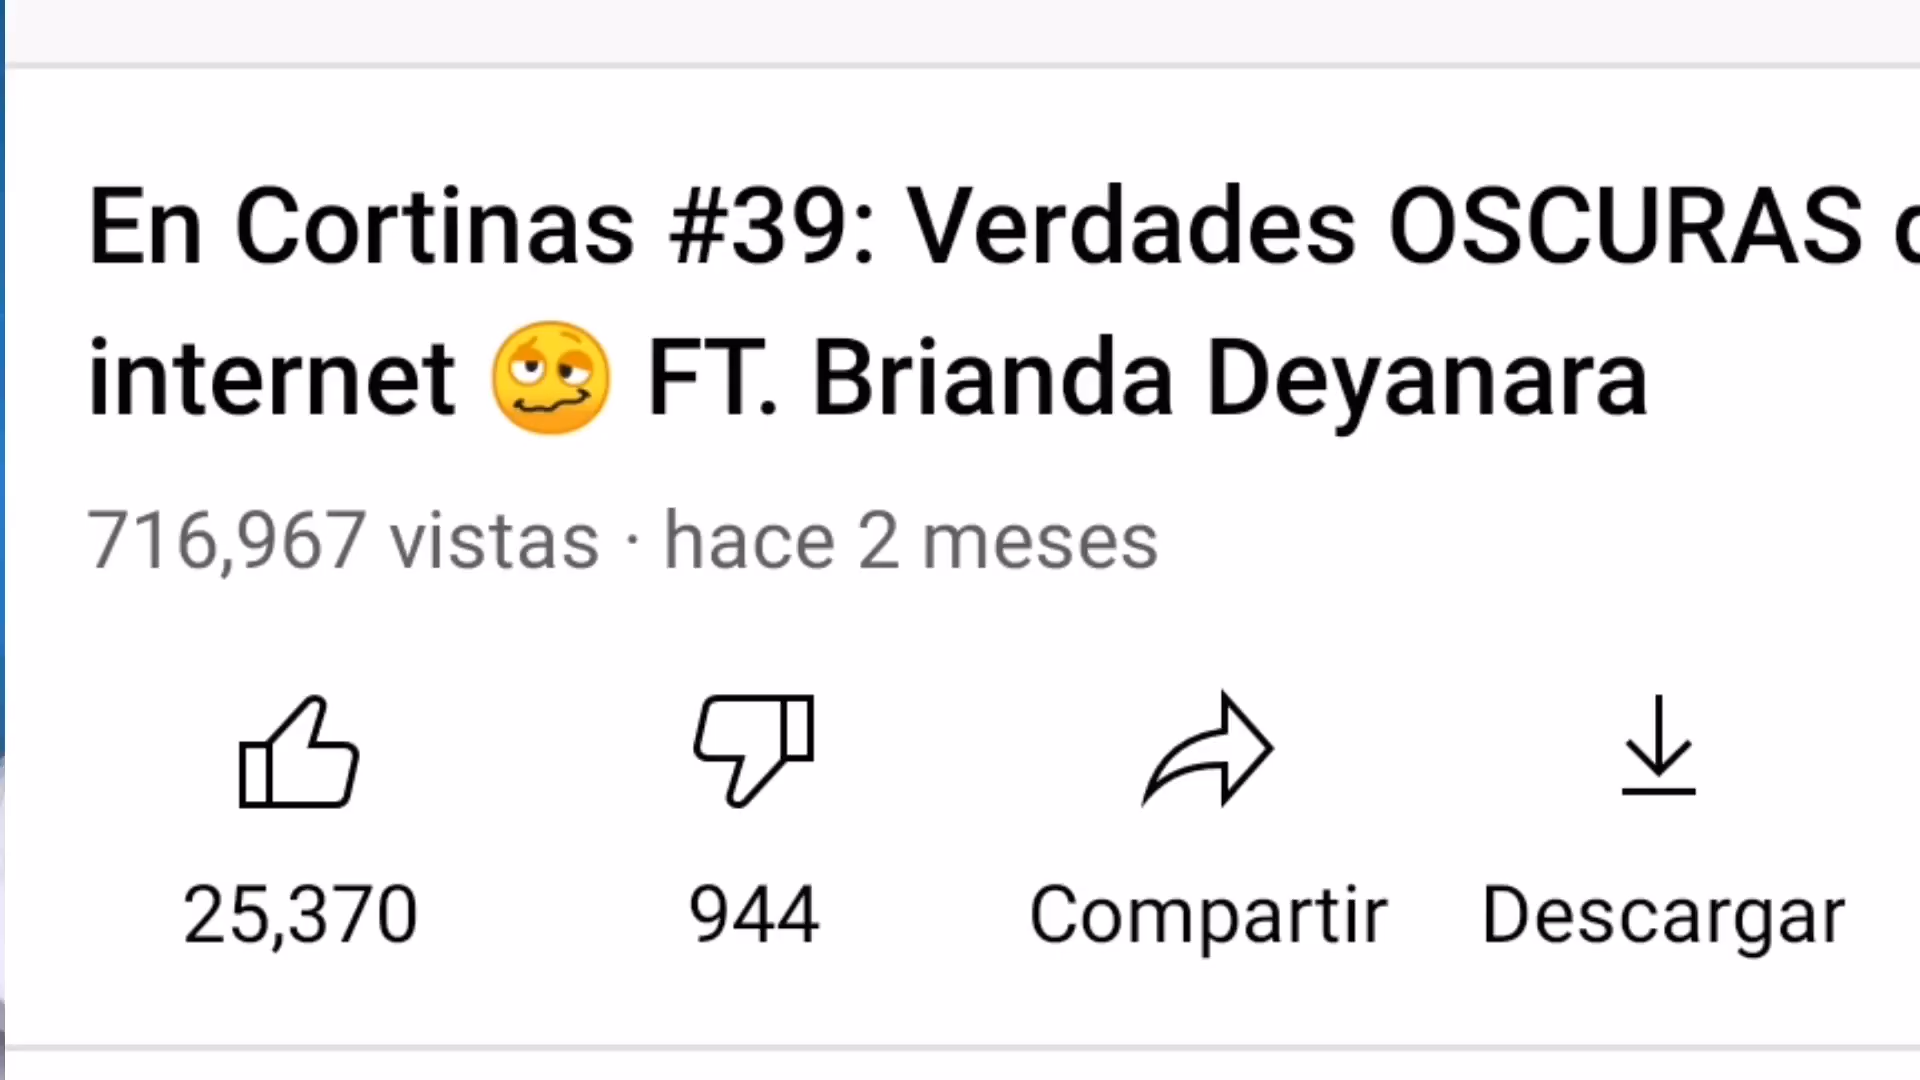 En Cortinas #39: Verdades OSCURAS
internet 🥴 FT. Brianda Deyanara
716,967 vistas · hace 2 meses
25,370 944 Compartir Descargar